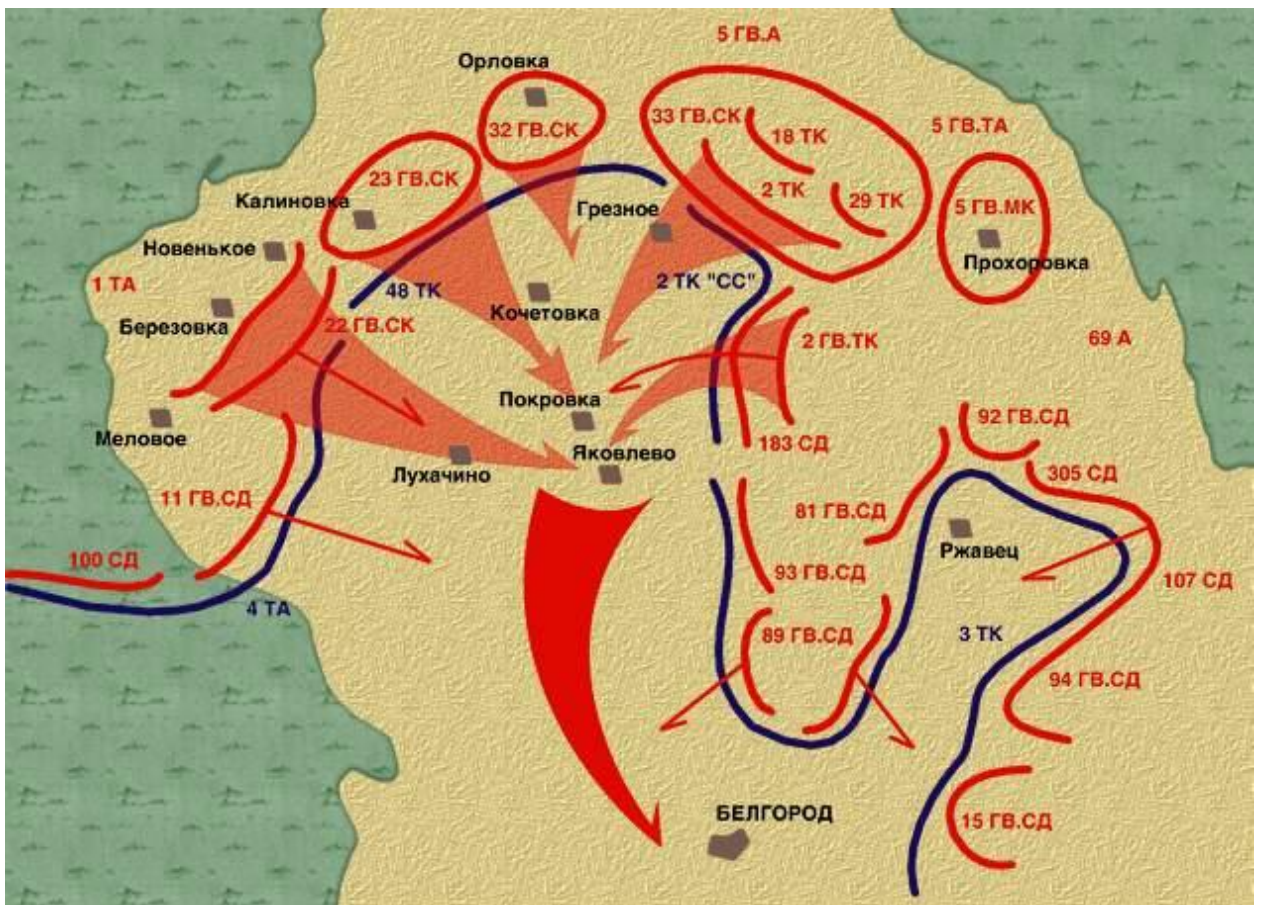 5 ГВ.А
Орловка
32 ГВ.СК
33 ГВ.СК
18 ТК
5 ГВ.ТА
23 ГВ.СК
2 ТК
29 ТК
Калиновка
Грезное
5 ГВ.МК
Новенькое
Прохоровка
1 ТА
48 ТК
2 ТК "СС"
Березовка
Кочетовка
22 ГВ.СК
2 ГВ.ТК
69 А
Покровка
Меловое
92 ГВ.СД
183 СД
Яковлево
Лухачино
305 СД
11 ГВ.СД
81 ГВ.СД
Ржавец
100 СД
93 ГВ.СД
107 СД
4 ТА
89 ГВ.СД
3 ТК
94 ГВ.СД
БЕЛГОРОД
15 ГВ.СД